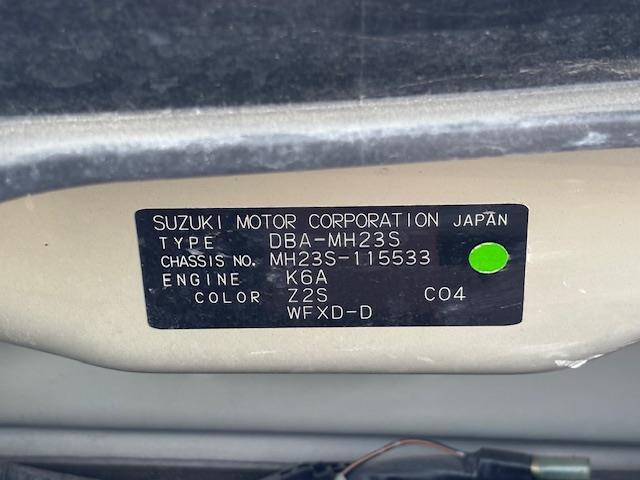 SUZUKI MOTOR CORPORATION JAPAN
TYPE DBA-MH23S
CHASSIS NO. MH23S-115533
ENGINE K6A
COLOR Z2S C04
WFXD-D